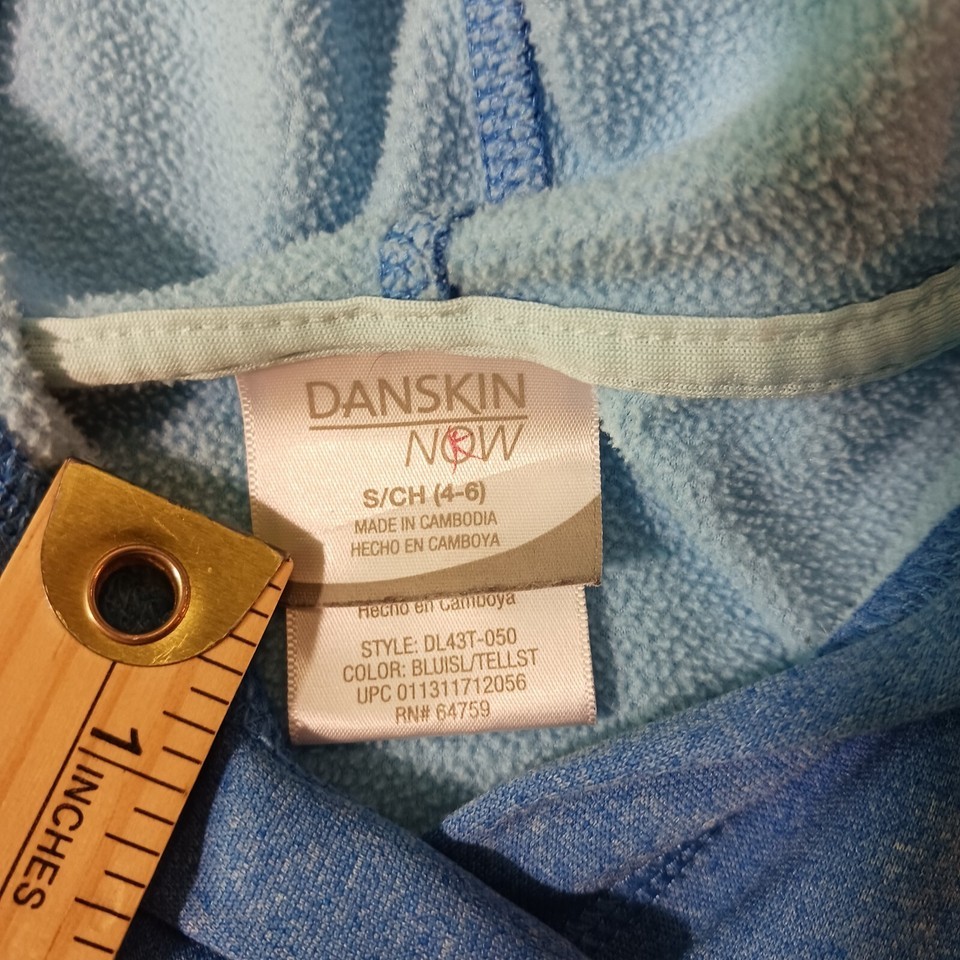 DANSKIN
NOW
S/CH (4-6)
MADE IN CAMBODIA
HECHO EN CAMBOYA
Hecho en Camboya
STYLE: DL43T-050
COLOR: BLUISL/TELLST
UPC 011311712056
RN# 64759
1
INCHES